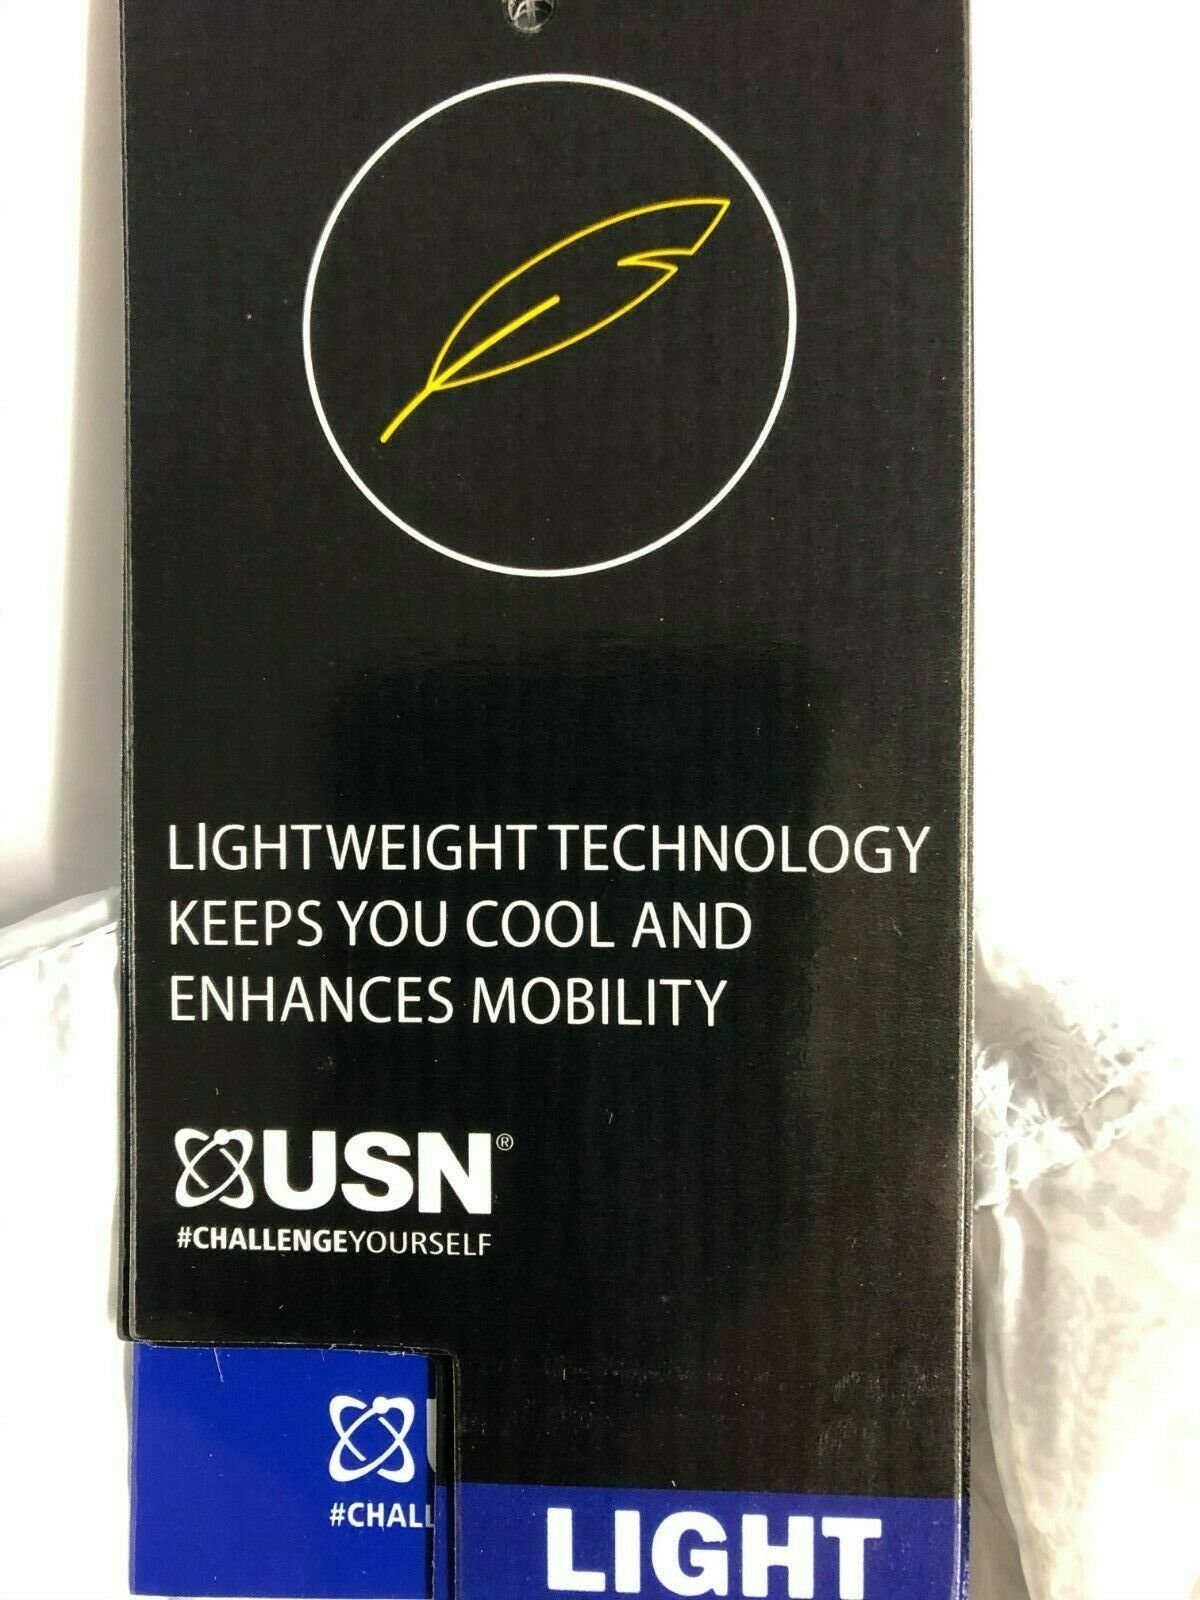 LIGHTWEIGHT TECHNOLOGY
KEEPS YOU COOL AND
ENHANCES MOBILITY
USN®
#CHALLENGEYOURSELF
#CHALL
LIGHT